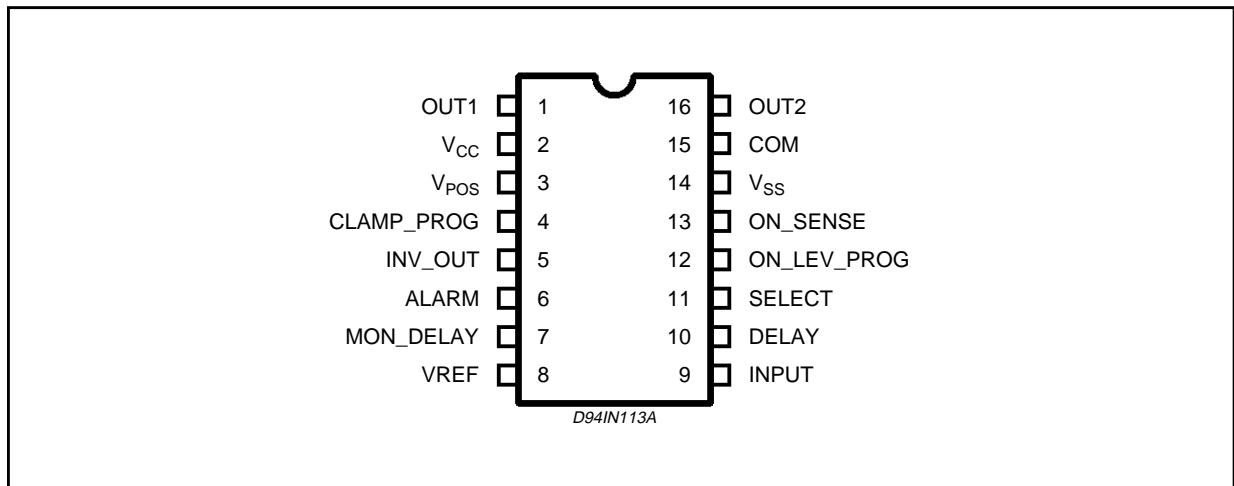 OUT1 1 16 OUT2
VCC 2 15 COM
VPOS 3 14 VSS
CLAMP_PROG 4 13 ON_SENSE
INV_OUT 5 12 ON_LEV_PROG
ALARM 6 11 SELECT
MON_DELAY 7 10 DELAY
VREF 8 9 INPUT
D94IN113A